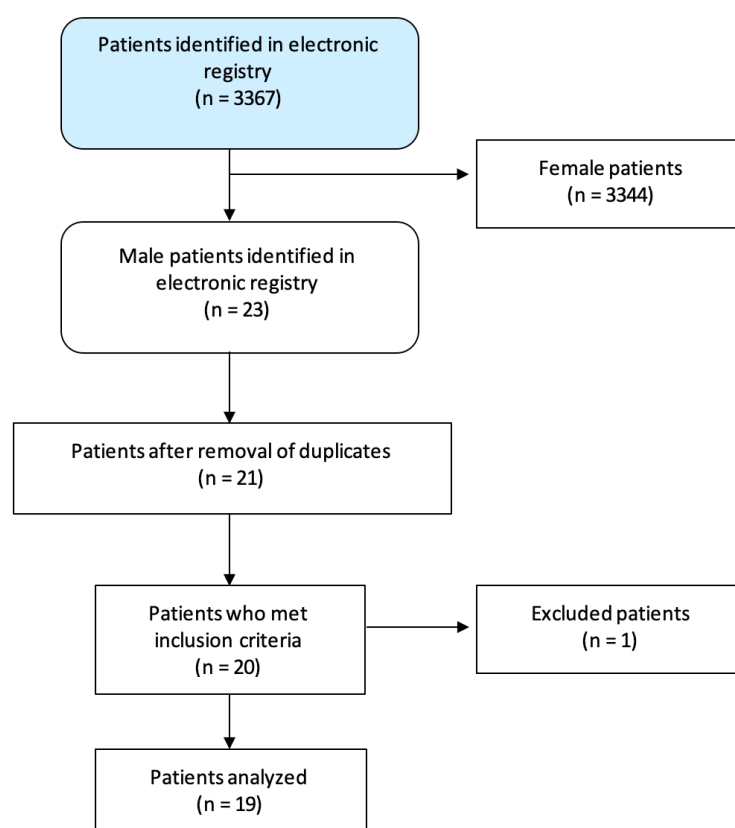 Patients identified in electronic
registry
(n = 3367)
Female patients
(n = 3344)
Male patients identified in
electronic registry
(n = 23)
Patients after removal of duplicates
(n = 21)
Patients who met
inclusion criteria
(n = 20)
Excluded patients
(n = 1)
Patients analyzed
(n = 19)